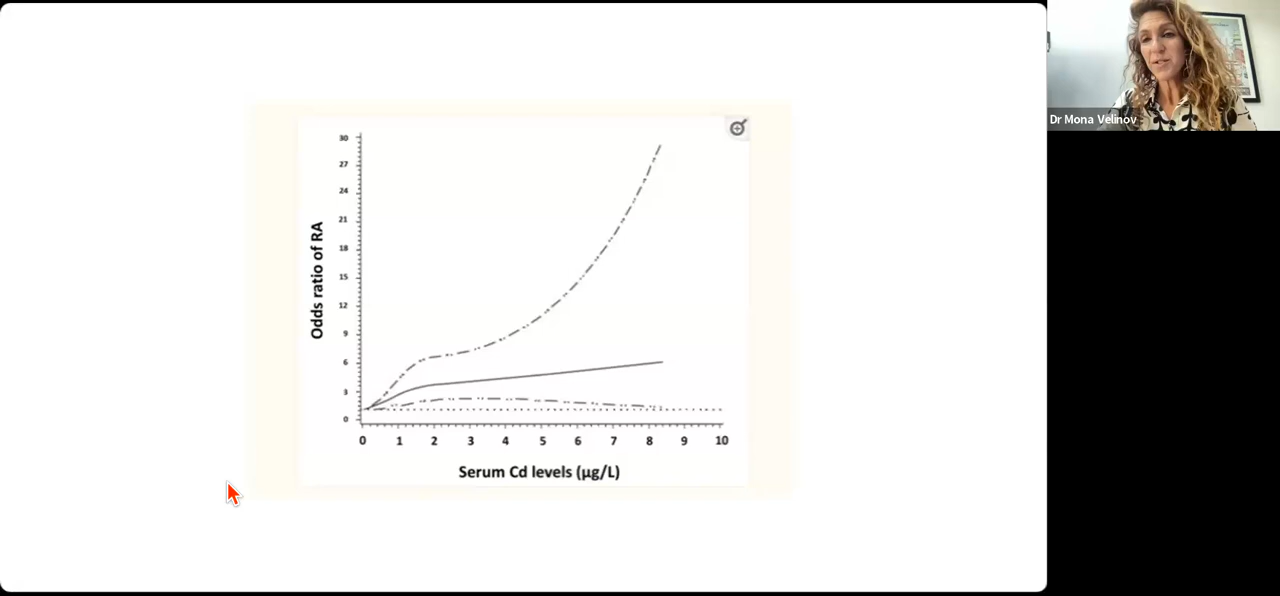 Dr Mona Velinov
30
27
24
21
18
15
12
9
6
3
0
Odds ratio of RA
0 1 2 3 4 5 6 7 8 9 10
Serum Cd levels (µg/L)